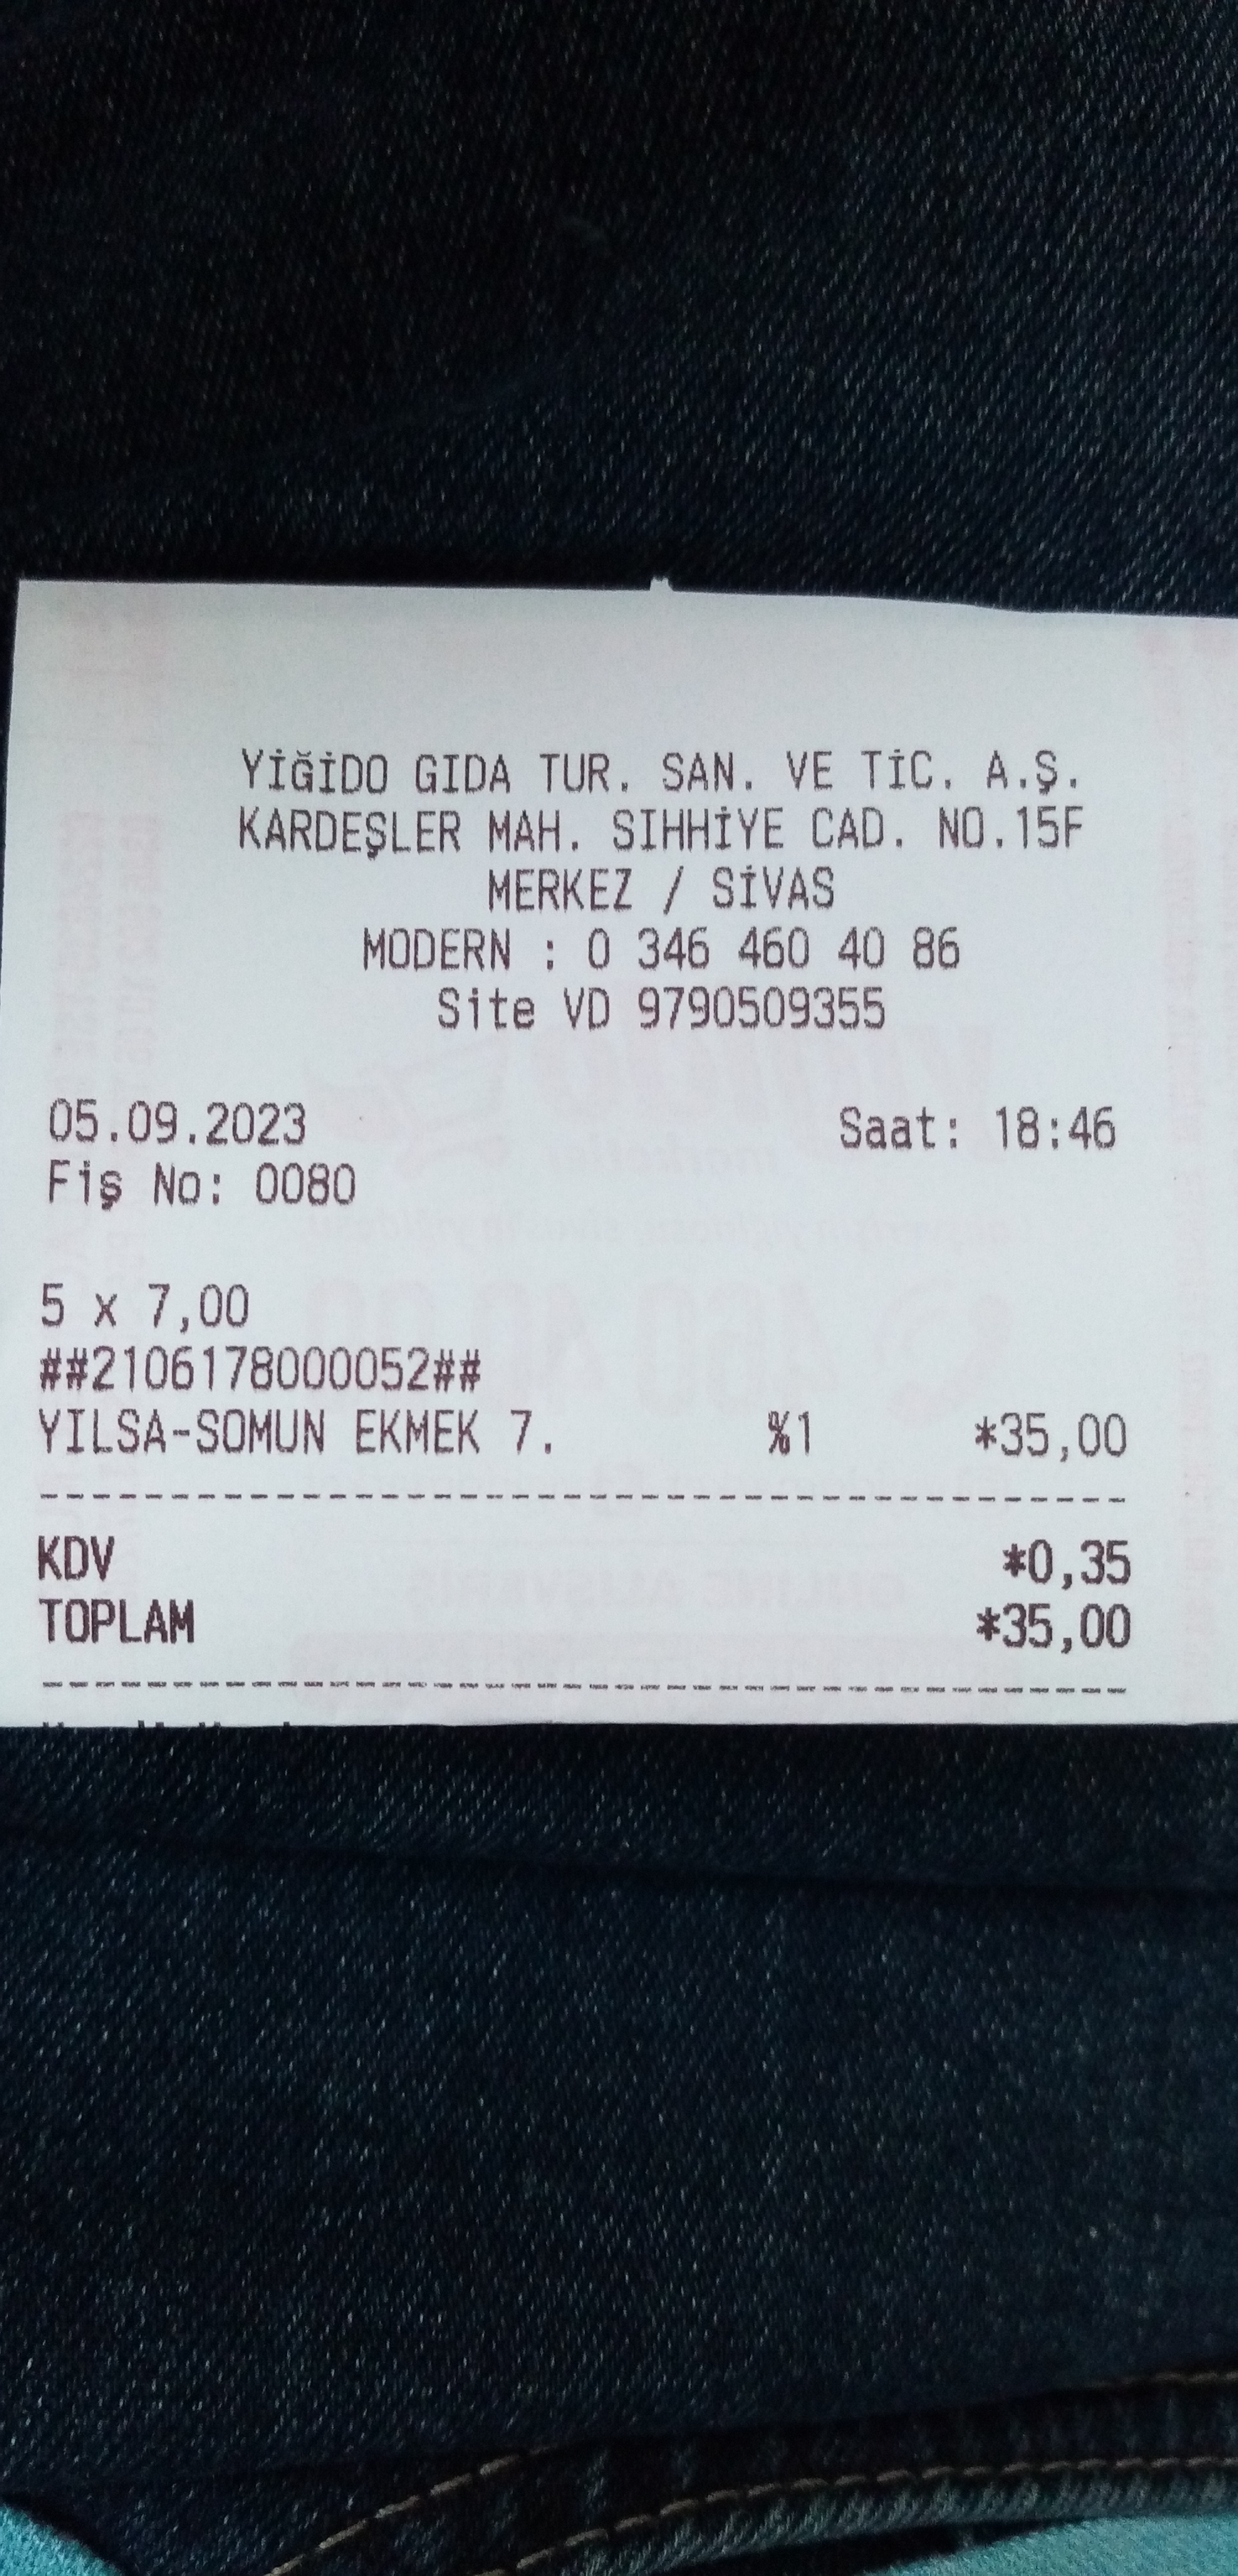 YİĞİDO GIDA TUR. SAN. VE TİC. A.Ş.
KARDEŞLER MAH. SIHHİYE CAD. NO.15F
MERKEZ / SİVAS
MODERN : 0 346 460 40 86
Site VD 9790509355
05.09.2023 Saat: 18:46
Fiş No: 0080
5 x 7,00
##2106178000052##
YILSA-SOMUN EKMEK 7. %1 *35,00
KDV *0,35
TOPLAM *35,00